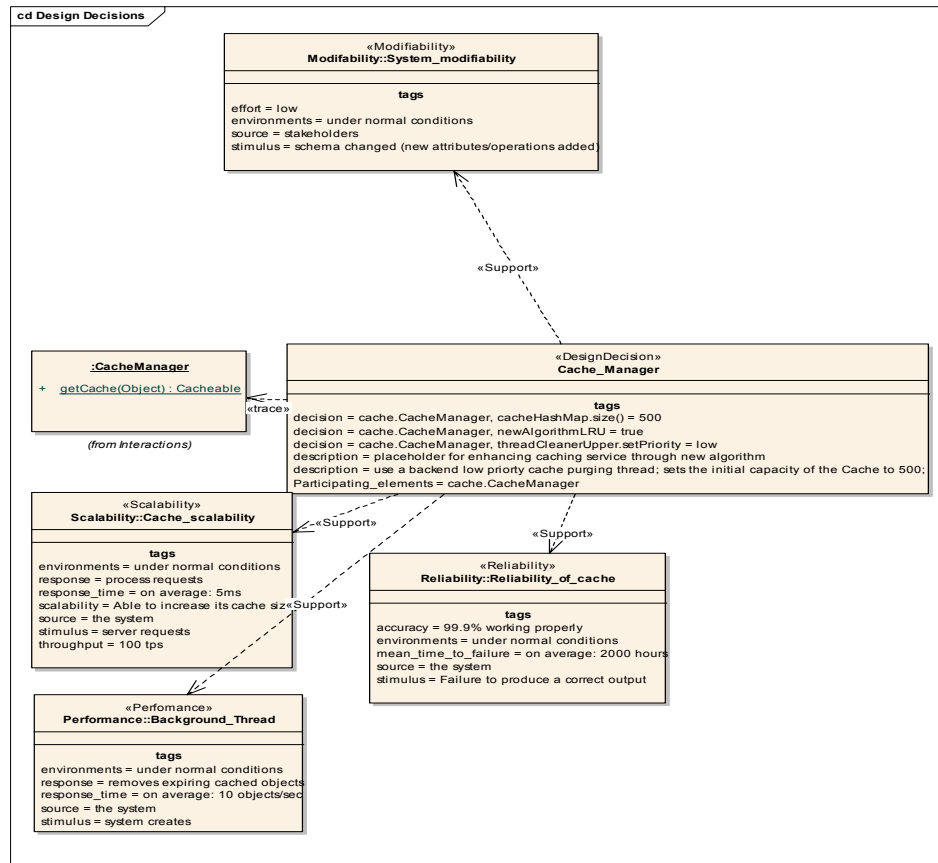 cd Design Decisions
«Modifiability»
Modifability::System_modifiability
tags
effort = low
environments = under normal conditions
source = stakeholders
stimulus = schema changed (new attributes/operations added)
«Support»
:CacheManager
+ getCache(Object) : Cacheable
(from Interactions)
«trace»
«DesignDecision»
Cache_Manager
tags
decision = cache.CacheManager, cacheHashMap.size() = 500
decision = cache.CacheManager, newAlgorithmLRU = true
decision = cache.CacheManager, threadCleanerUpper.setPriority = low
description = placeholder for enhancing caching service through new algorithm
description = use a backend low priorty cache purging thread; sets the initial capacity of the Cache to 500;
Participating_elements = cache.CacheManager
«Scalability»
Scalability::Cache_scalability
tags
environments = under normal conditions
response = process requests
response_time = on average: 5ms
scalability = Able to increase its cache siz
source = the system
stimulus = server requests
throughput = 100 tps
«Support»
«Support»
«Support»
«Reliability»
Reliability::Reliability_of_cache
tags
accuracy = 99.9% working properly
environments = under normal conditions
mean_time_to_failure = on average: 2000 hours
source = the system
stimulus = Failure to produce a correct output
«Perfomance»
Performance::Background_Thread
tags
environments = under normal conditions
response = removes expiring cached objects
response_time = on average: 10 objects/sec
source = the system
stimulus = system creates